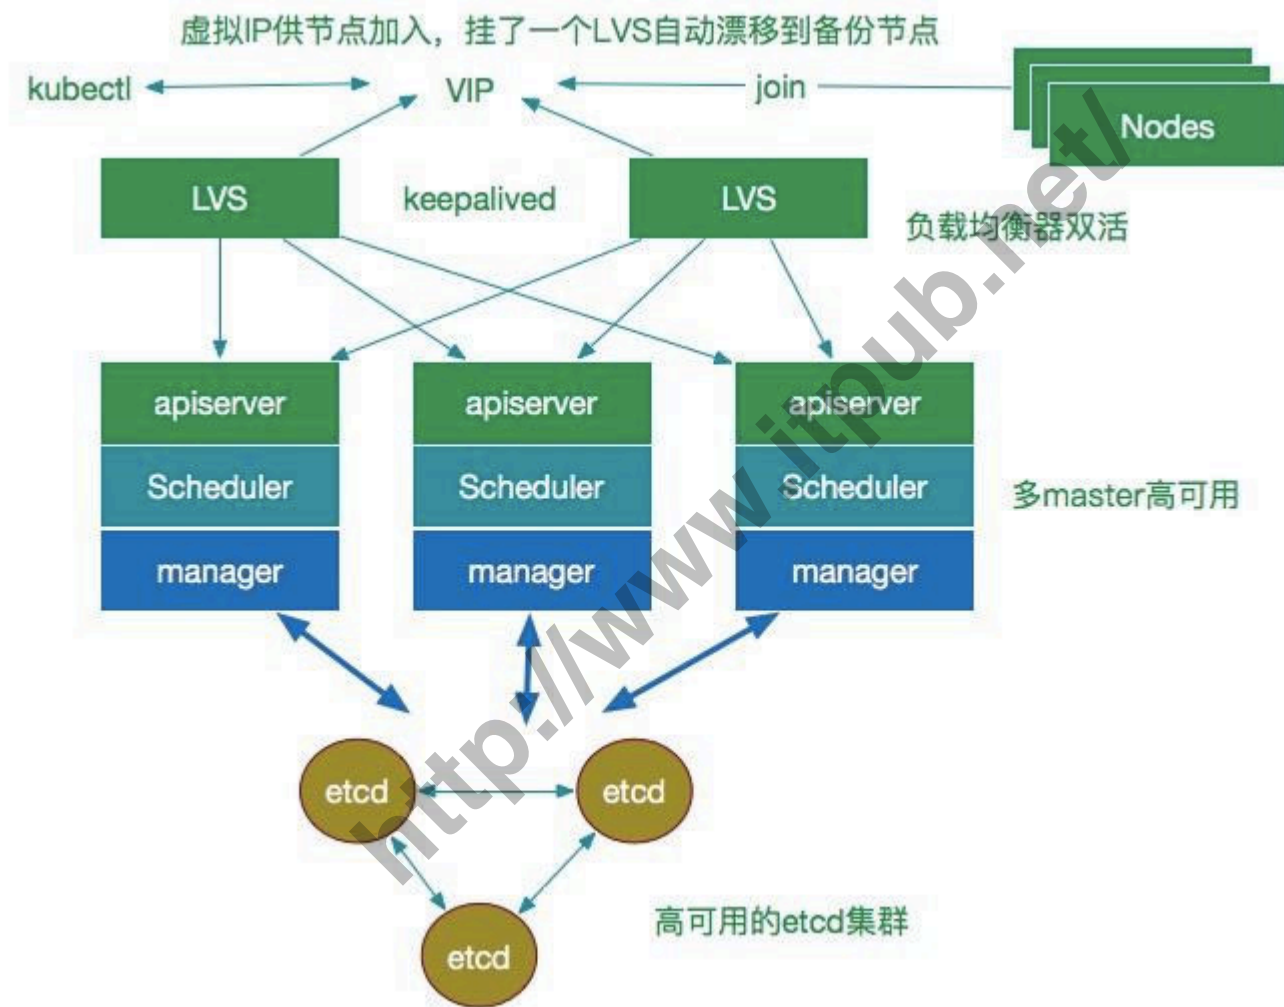 虚拟IP供节点加入，挂了一个LVS自动漂移到备份节点
kubectl
VIP
join
Nodes
LVS
keepalived
LVS
负载均衡器双活
apiserver
apiserver
apiserver
Scheduler
Scheduler
Scheduler
多master高可用
manager
manager
manager
etcd
etcd
etcd
高可用的etcd集群
http://www.itpub.net/